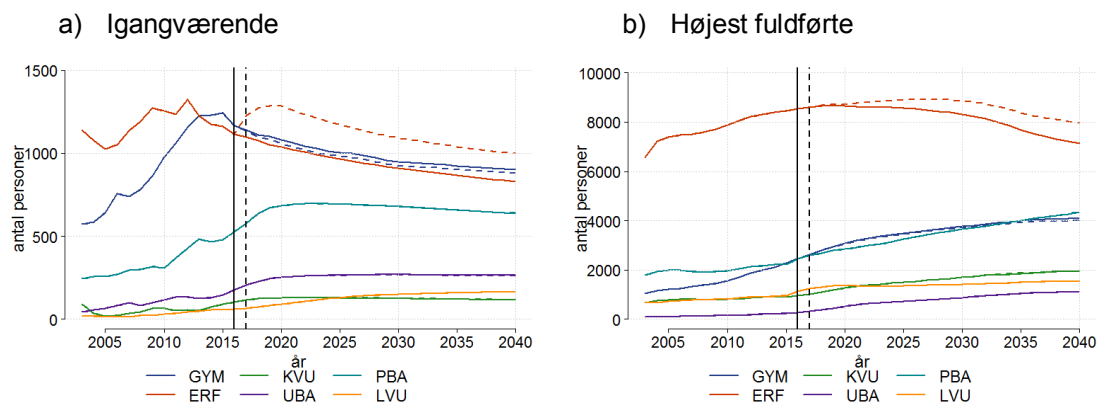 a) Igangværende
antal personer
1500
1000
500
0
2005 2010 2015 2020 2025 2030 2035 2040
år
GYM KVU PBA
ERF UBA LVU
b) Højest fuldførte
antal personer
10000
8000
6000
4000
2000
0
2005 2010 2015 2020 2025 2030 2035 2040
år
GYM KVU PBA
ERF UBA LVU